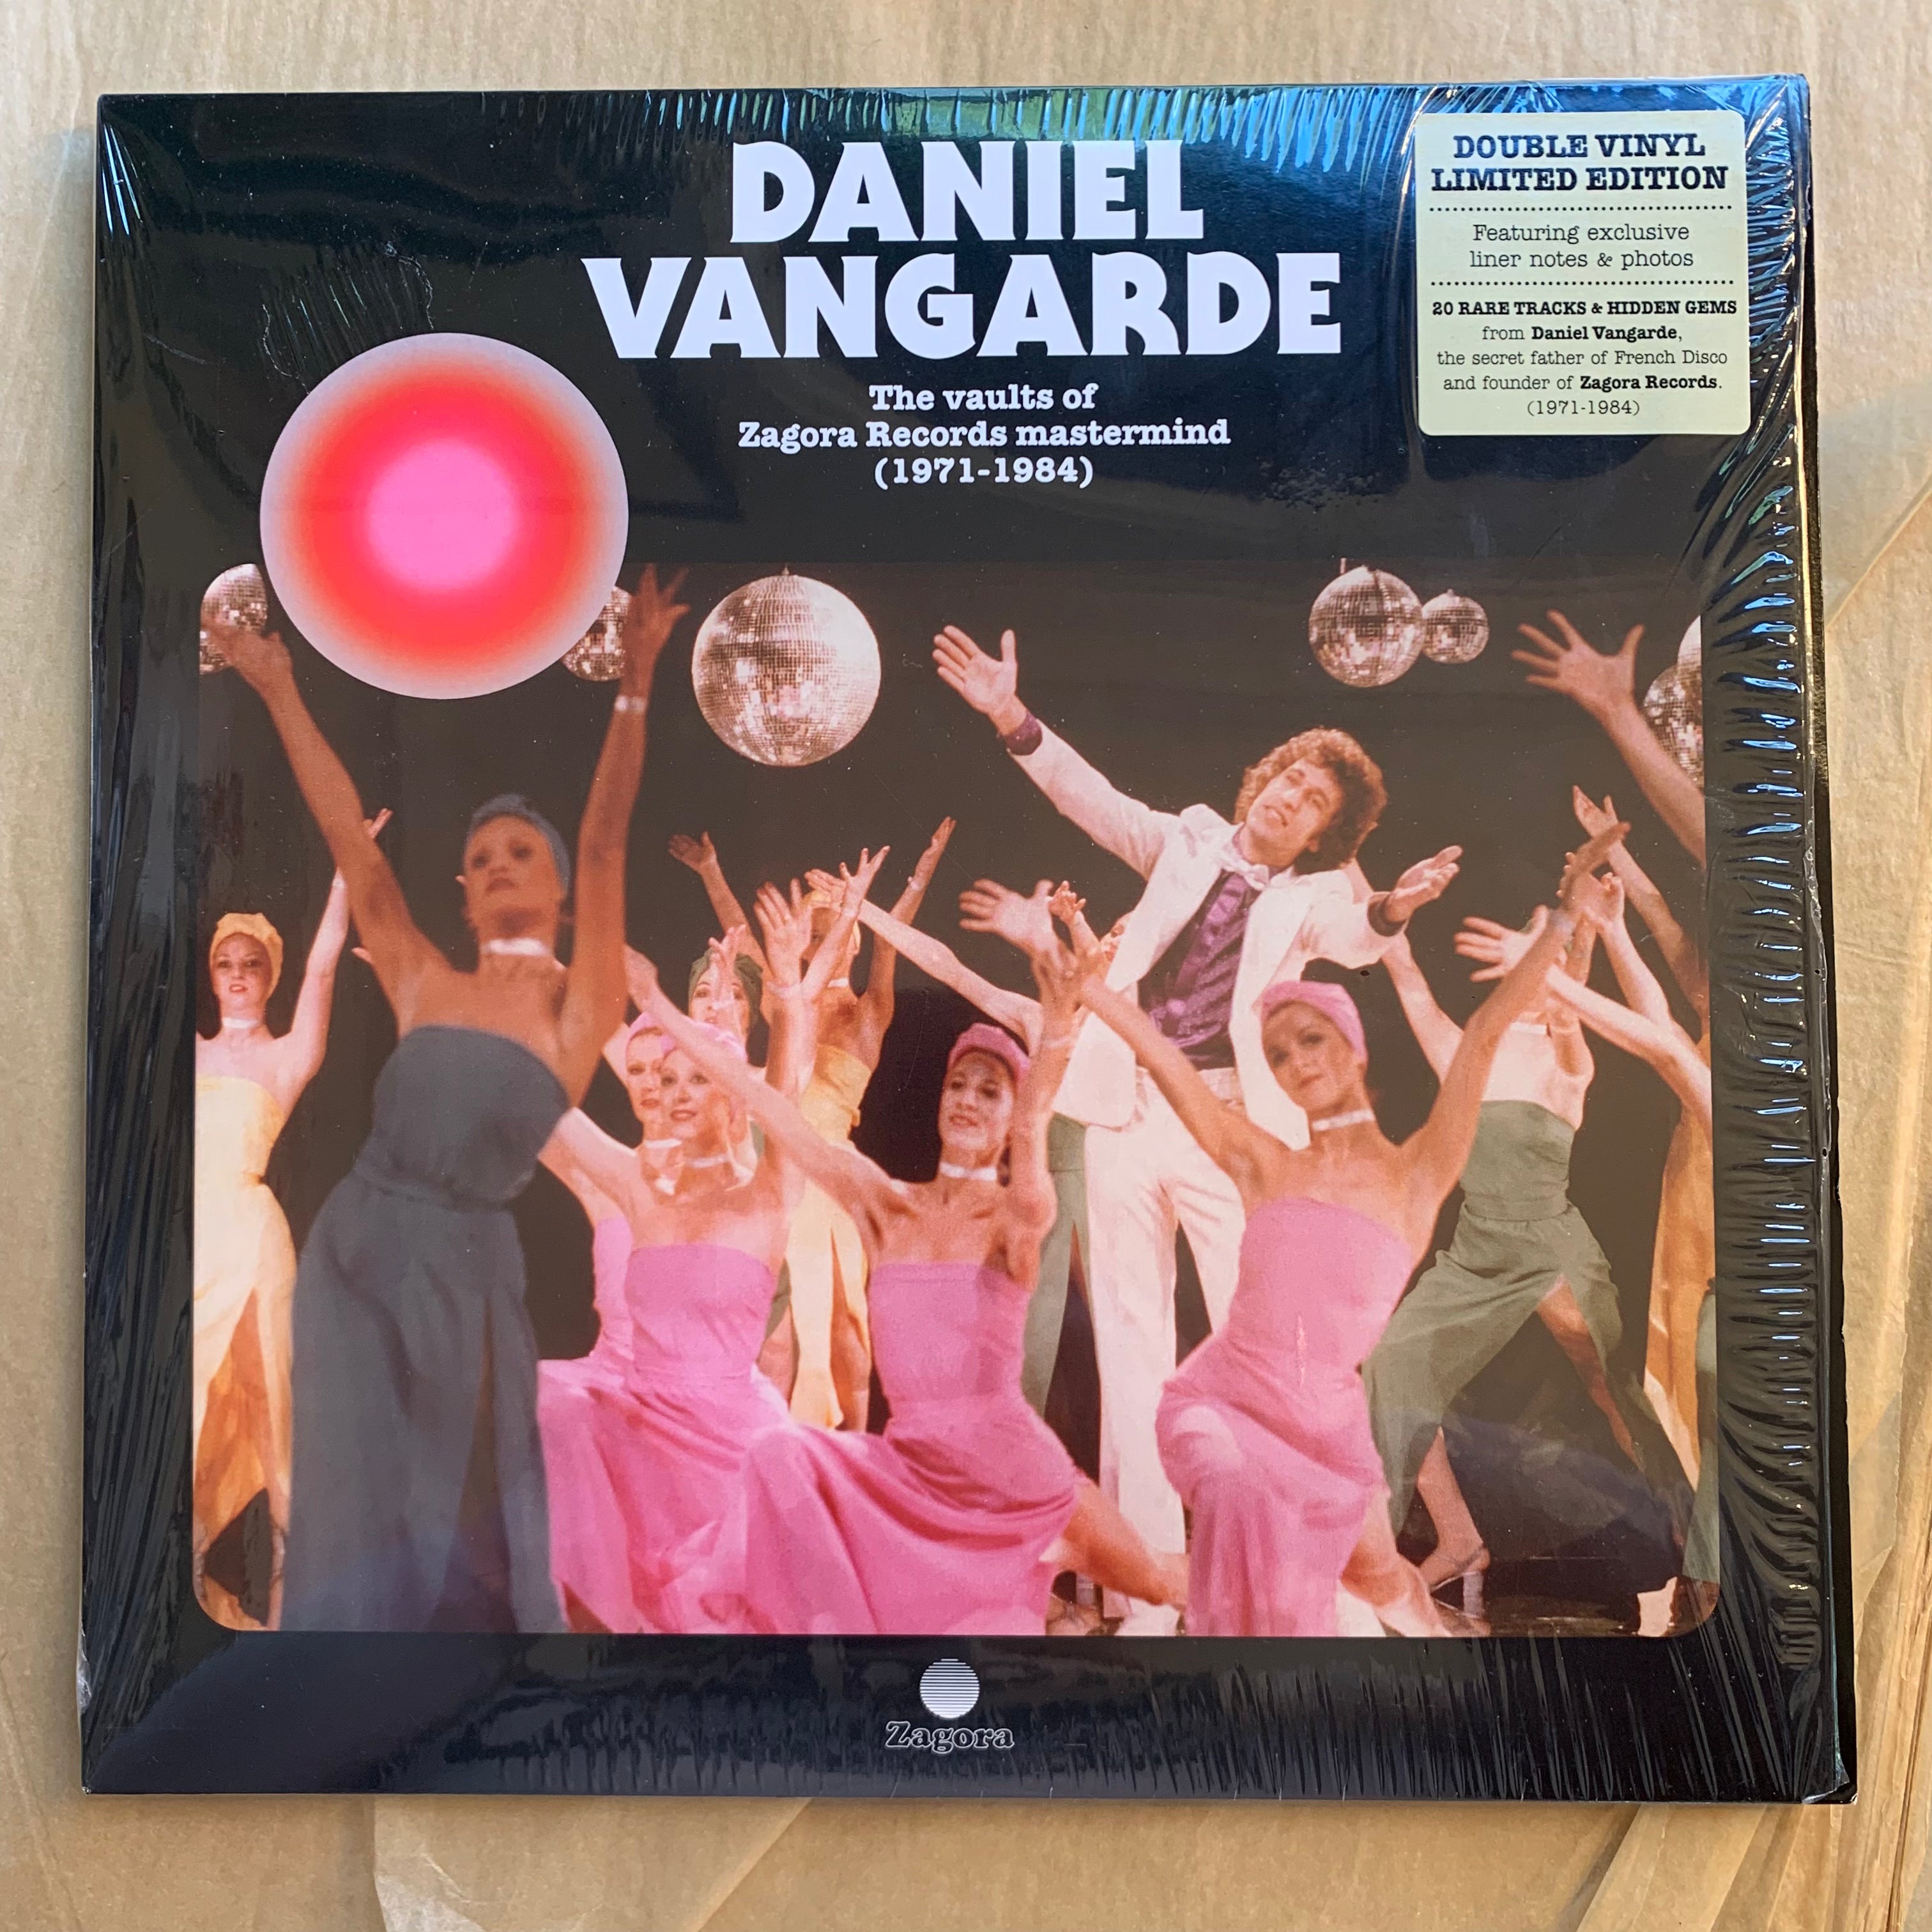 DANIEL
VANGARDE
The vaults of
Zagora Records mastermind
(1971-1984)
DOUBLE VINYL
LIMITED EDITION
Featuring exclusive
liner notes & photos
20 RARE TRACKS & HIDDEN GEMS
from Daniel Vangarde,
the secret father of French Disco
and founder of Zagora Records.
(1971-1984)
Zagora